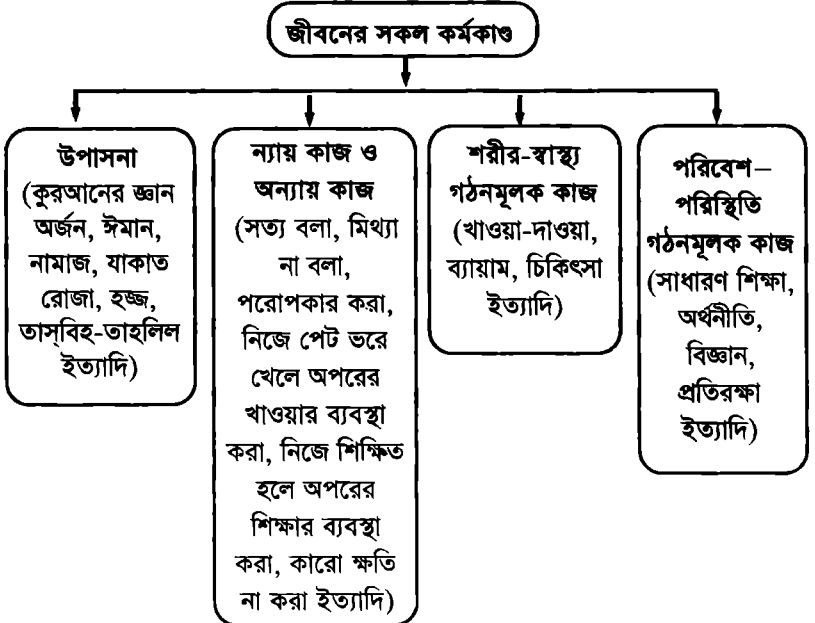 জীবনের সকল কর্মকাণ্ড
উপাসনা
(কুরআনের জ্ঞান
অর্জন, ঈমান,
নামাজ, যাকাত
রোজা, হজ্জ,
তাস্‌বিহ-তাহলিল
ইত্যাদি)
ন্যায় কাজ ও
অন্যায় কাজ
(সত্য বলা, মিথ্যা
না বলা,
পরোপকার করা,
নিজে পেট ভরে
খেলে অপরের
খাওয়ার ব্যবস্থা
করা, নিজে শিক্ষিত
হলে অপরের
শিক্ষার ব্যবস্থা
করা, কারো ক্ষতি
না করা ইত্যাদি)
শরীর-স্বাস্থ্য
গঠনমূলক কাজ
(খাওয়া-দাওয়া,
ব্যায়াম, চিকিৎসা
ইত্যাদি)
পরিবেশ–
পরিস্থিতি
গঠনমূলক কাজ
(সাধারণ শিক্ষা,
অর্থনীতি,
বিজ্ঞান,
প্রতিরক্ষা
ইত্যাদি)